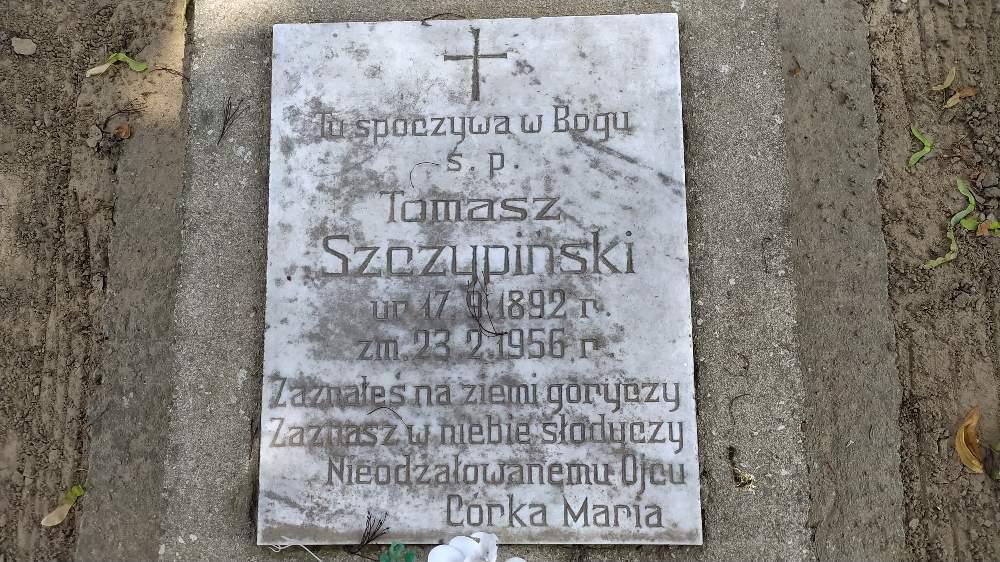 Tu spoczywa w Bogu
ś. p.
Tomasz
Szczypiński
ur 17.9.1892 r.
zm. 23.2.1956 r.
Zaznałeś na ziemi goryczy
Zaznasz w niebie słodyczy
Nieodżałowanemu Ojcu
Córka Maria